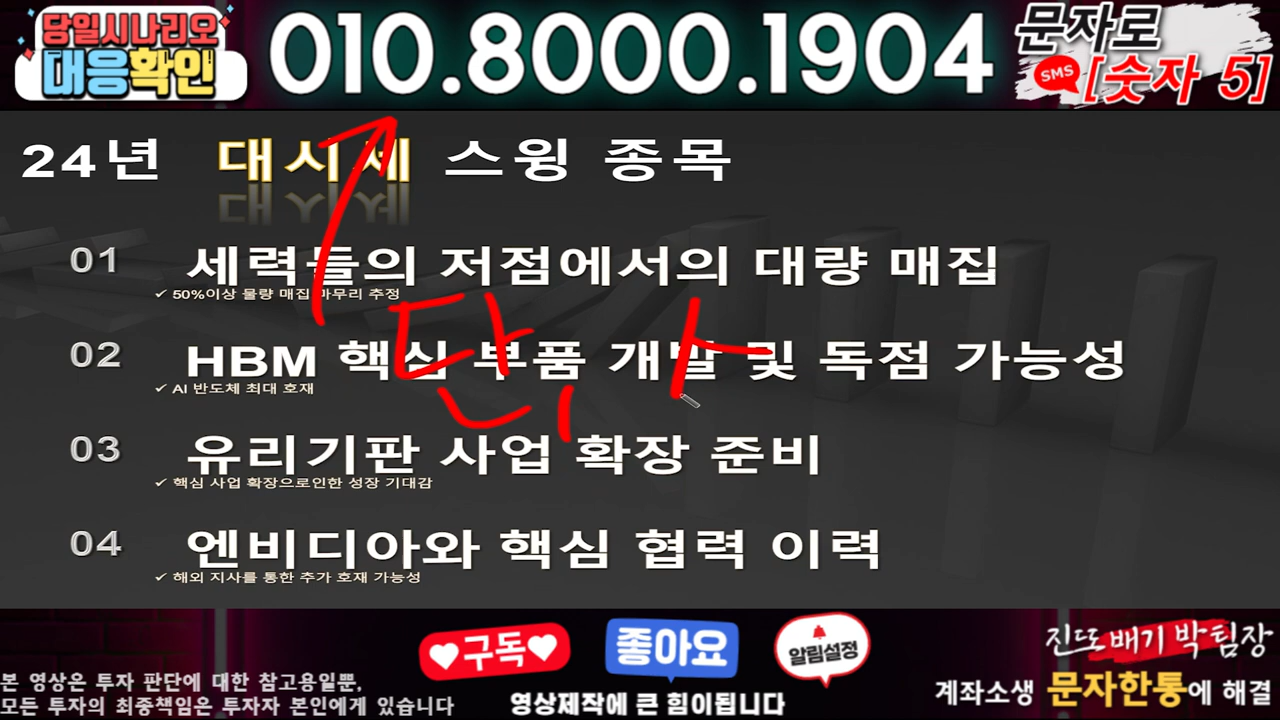 당일시나리오
대응확인
010.8000.1904
문자로
SMS
[숫자 5]
24년 대시세 스윙 종목
01 세력들의 저점에서의 대량 매집
✓ 50%이상 물량 매집 마무리 추정
02 HBM 핵심 부품 개발 및 독점 가능성
✓ AI 반도체 최대 호재
03 유리기판 사업 확장 준비
✓ 핵심 사업 확장으로인한 성장 기대감
04 엔비디아와 핵심 협력 이력
✓ 해외 지사를 통한 추가 호재 가능성
구독
좋아요
알림설정
영상제작에 큰 힘이됩니다
본 영상은 투자 판단에 대한 참고용일뿐,
모든 투자의 최종책임은 투자자 본인에게 있습니다
진또배기 박팀장
계좌소생 문자한통에 해결